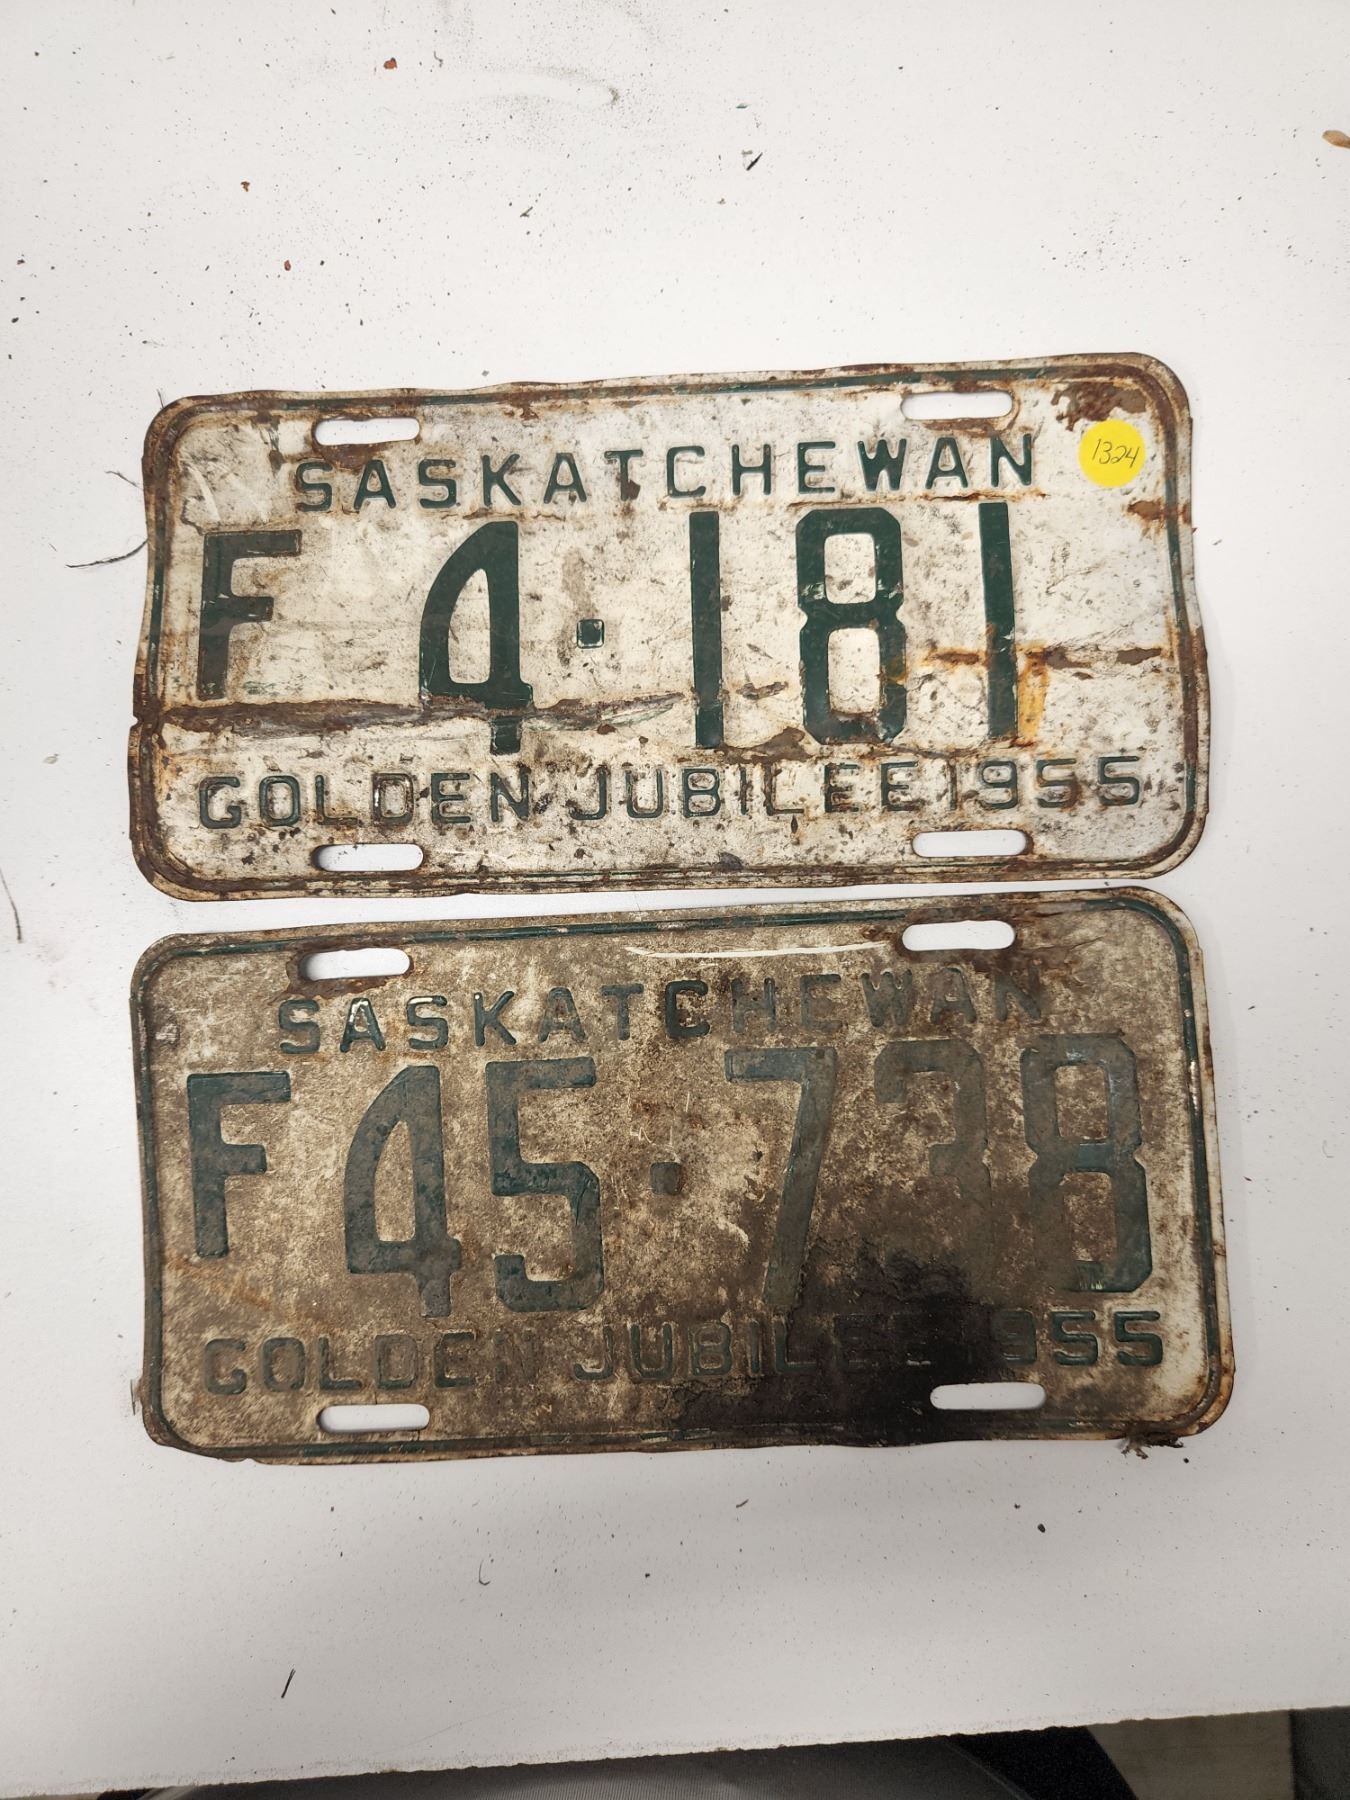 SASKATCHEWAN
1324
F 4·181
GOLDEN JUBILEE 1955
SASKATCHEWAN
F 45·738
GOLDEN JUBILEE 1955